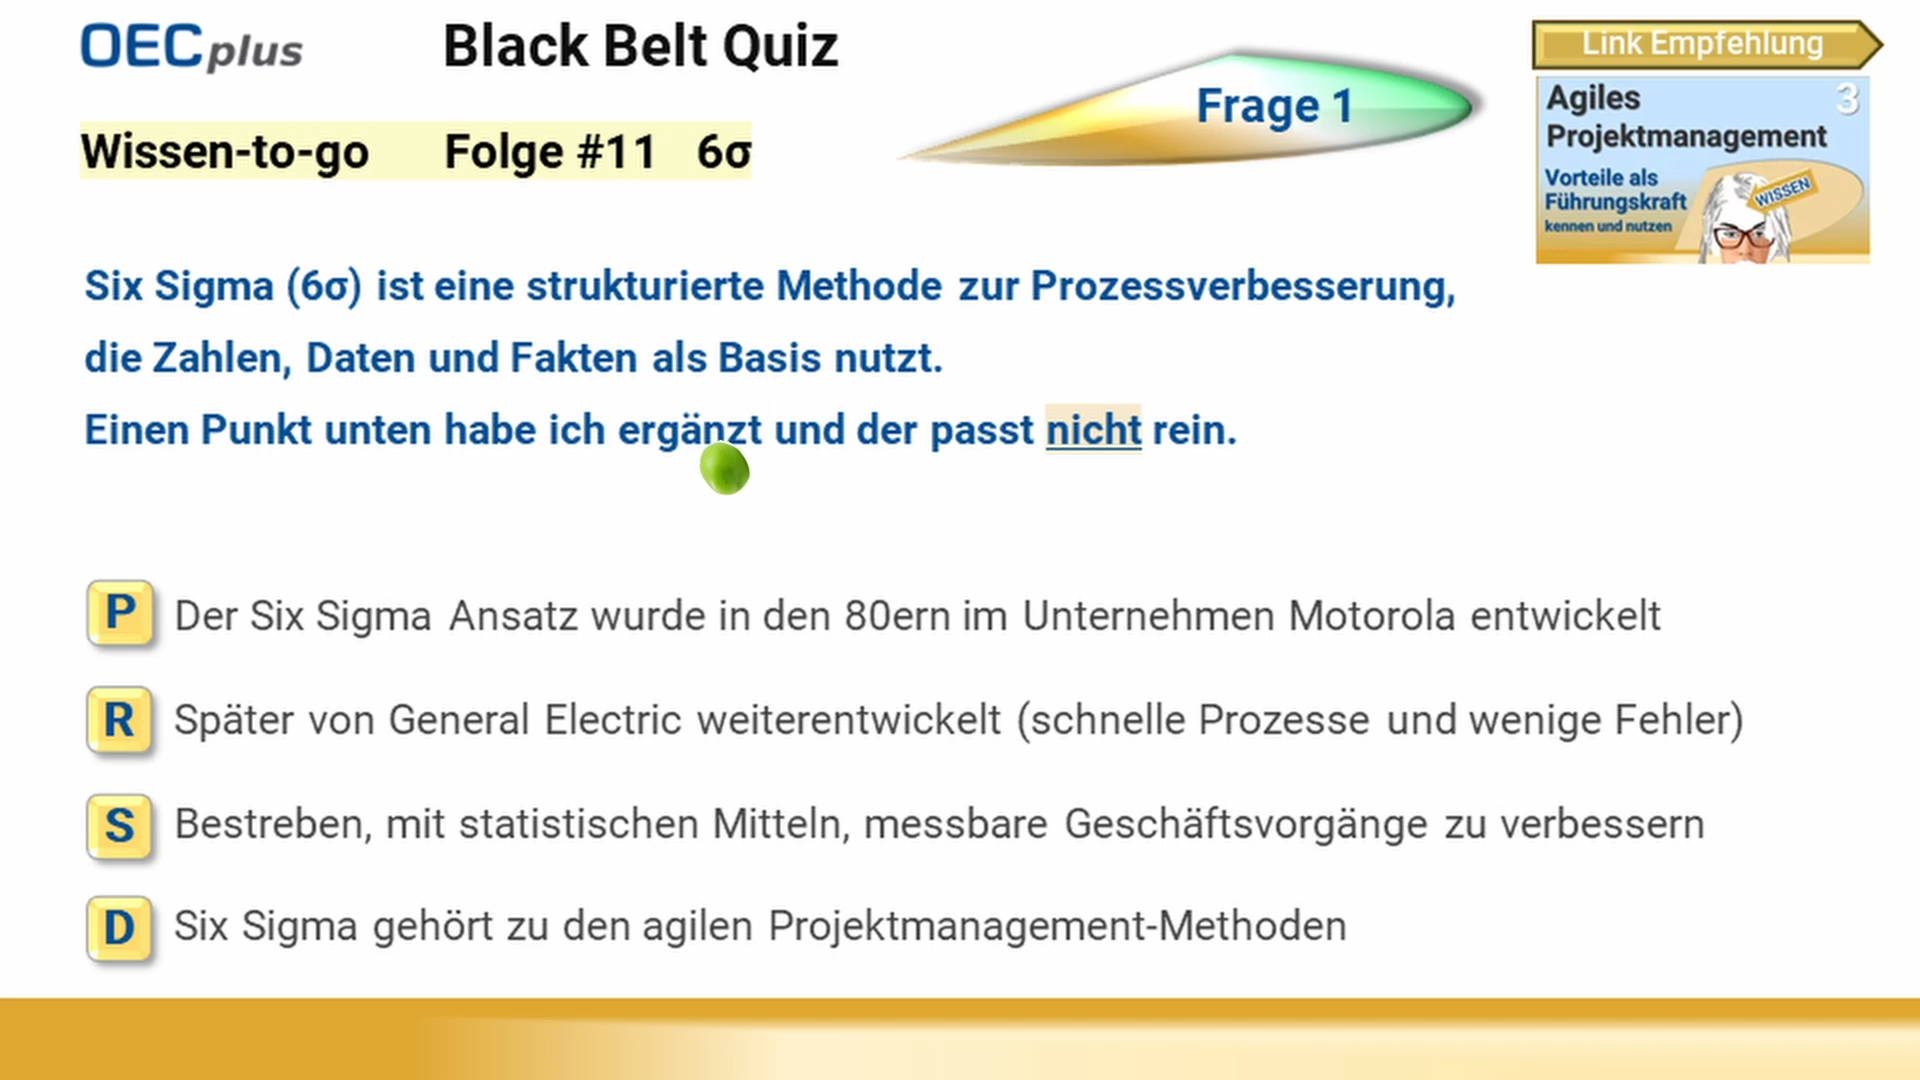 OECplus
Black Belt Quiz
Wissen-to-go Folge #11 6σ
Frage 1
Link Empfehlung
Agiles 3
Projektmanagement
Vorteile als
Führungskraft
kennen und nutzen
WISSEN
Six Sigma (6σ) ist eine strukturierte Methode zur Prozessverbesserung,
die Zahlen, Daten und Fakten als Basis nutzt.
Einen Punkt unten habe ich ergänzt und der passt nicht rein.
P Der Six Sigma Ansatz wurde in den 80ern im Unternehmen Motorola entwickelt
R Später von General Electric weiterentwickelt (schnelle Prozesse und wenige Fehler)
S Bestreben, mit statistischen Mitteln, messbare Geschäftsvorgänge zu verbessern
D Six Sigma gehört zu den agilen Projektmanagement-Methoden